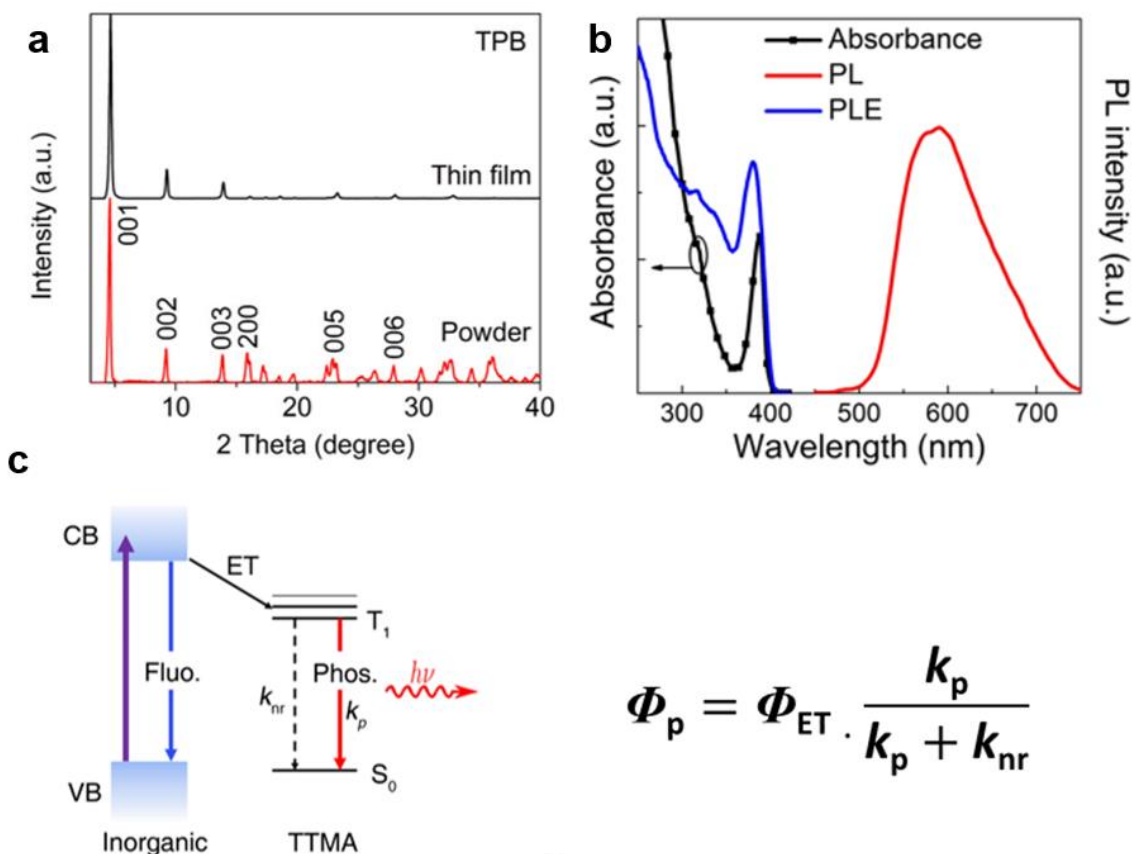 a
TPB
Thin film
Powder
001
002
003
200
005
006
Intensity (a.u.)
10
20
30
40
2 Theta (degree)
b
Absorbance
PL
PLE
Absorbance (a.u.)
PL intensity (a.u.)
300
400
500
600
700
Wavelength (nm)
c
CB
ET
T₁
Fluo.
Phos.
hν
kₙᵣ
kₚ
S₀
VB
Inorganic
TTMA
Φₚ = Φ_ET · kₚ / (kₚ + kₙᵣ)